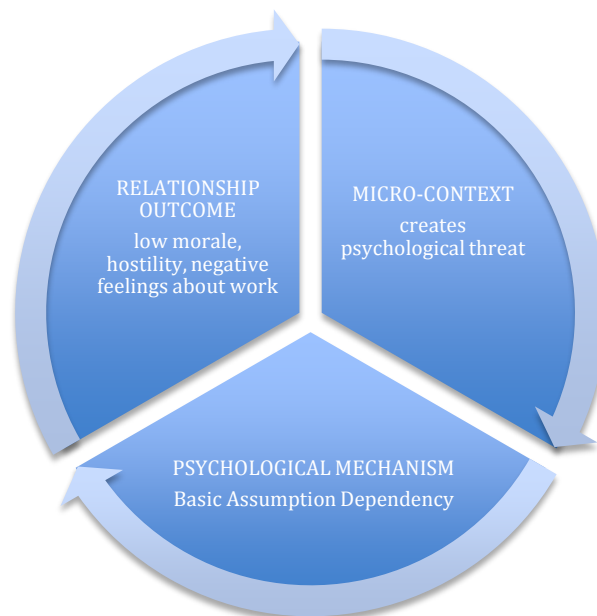 RELATIONSHIP
OUTCOME
low morale,
hostility, negative
feelings about work
MICRO-CONTEXT
creates
psychological threat
PSYCHOLOGICAL MECHANISM
Basic Assumption Dependency